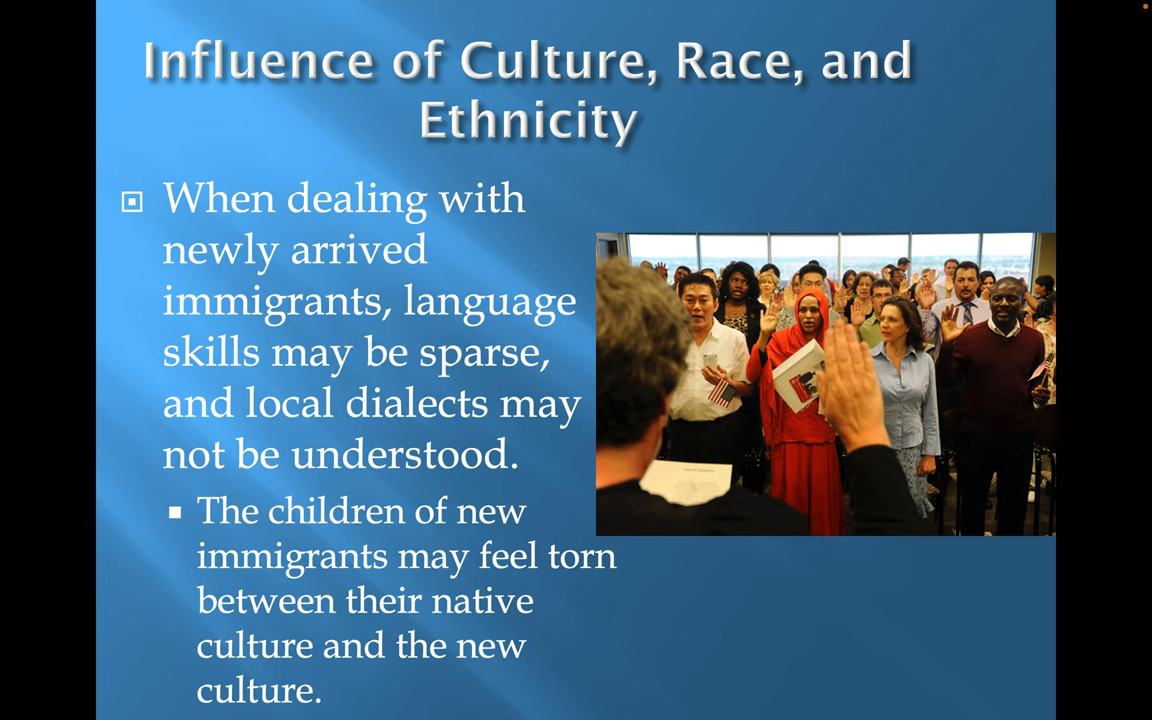 Influence of Culture, Race, and
Ethnicity
When dealing with
newly arrived
immigrants, language
skills may be sparse,
and local dialects may
not be understood.
The children of new
immigrants may feel torn
between their native
culture and the new
culture.